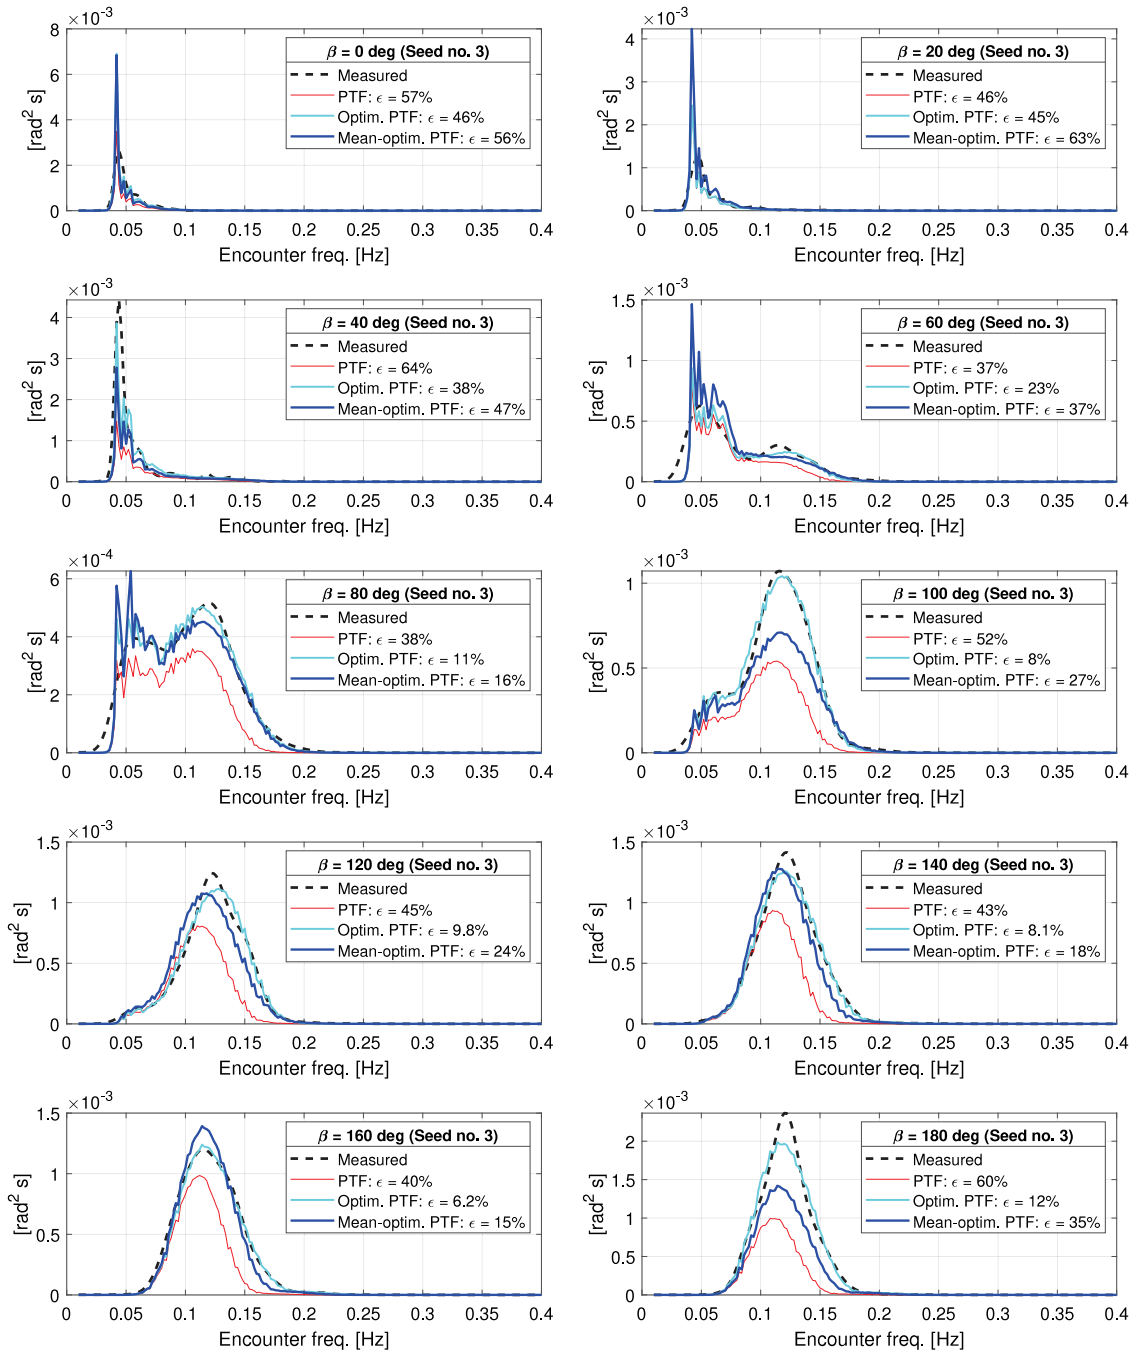 ×10⁻³
8
6
4
2
0
[rad² s]
0 0.05 0.1 0.15 0.2 0.25 0.3 0.35 0.4
Encounter freq. [Hz]
β = 0 deg (Seed no. 3)
Measured
PTF: ϵ = 57%
Optim. PTF: ϵ = 46%
Mean-optim. PTF: ϵ = 56%
×10⁻³
4
3
2
1
0
[rad² s]
0 0.05 0.1 0.15 0.2 0.25 0.3 0.35 0.4
Encounter freq. [Hz]
β = 20 deg (Seed no. 3)
Measured
PTF: ϵ = 46%
Optim. PTF: ϵ = 45%
Mean-optim. PTF: ϵ = 63%
×10⁻³
4
3
2
1
0
[rad² s]
0 0.05 0.1 0.15 0.2 0.25 0.3 0.35 0.4
Encounter freq. [Hz]
β = 40 deg (Seed no. 3)
Measured
PTF: ϵ = 64%
Optim. PTF: ϵ = 38%
Mean-optim. PTF: ϵ = 47%
×10⁻³
1.5
1
0.5
0
[rad² s]
0 0.05 0.1 0.15 0.2 0.25 0.3 0.35 0.4
Encounter freq. [Hz]
β = 60 deg (Seed no. 3)
Measured
PTF: ϵ = 37%
Optim. PTF: ϵ = 23%
Mean-optim. PTF: ϵ = 37%
×10⁻⁴
6
4
2
0
[rad² s]
0 0.05 0.1 0.15 0.2 0.25 0.3 0.35 0.4
Encounter freq. [Hz]
β = 80 deg (Seed no. 3)
Measured
PTF: ϵ = 38%
Optim. PTF: ϵ = 11%
Mean-optim. PTF: ϵ = 16%
×10⁻³
1
0.5
0
[rad² s]
0 0.05 0.1 0.15 0.2 0.25 0.3 0.35 0.4
Encounter freq. [Hz]
β = 100 deg (Seed no. 3)
Measured
PTF: ϵ = 52%
Optim. PTF: ϵ = 8%
Mean-optim. PTF: ϵ = 27%
×10⁻³
1.5
1
0.5
0
[rad² s]
0 0.05 0.1 0.15 0.2 0.25 0.3 0.35 0.4
Encounter freq. [Hz]
β = 120 deg (Seed no. 3)
Measured
PTF: ϵ = 45%
Optim. PTF: ϵ = 9.8%
Mean-optim. PTF: ϵ = 24%
×10⁻³
1.5
1
0.5
0
[rad² s]
0 0.05 0.1 0.15 0.2 0.25 0.3 0.35 0.4
Encounter freq. [Hz]
β = 140 deg (Seed no. 3)
Measured
PTF: ϵ = 43%
Optim. PTF: ϵ = 8.1%
Mean-optim. PTF: ϵ = 18%
×10⁻³
1.5
1
0.5
0
[rad² s]
0 0.05 0.1 0.15 0.2 0.25 0.3 0.35 0.4
Encounter freq. [Hz]
β = 160 deg (Seed no. 3)
Measured
PTF: ϵ = 40%
Optim. PTF: ϵ = 6.2%
Mean-optim. PTF: ϵ = 15%
×10⁻³
2
1.5
1
0.5
0
[rad² s]
0 0.05 0.1 0.15 0.2 0.25 0.3 0.35 0.4
Encounter freq. [Hz]
β = 180 deg (Seed no. 3)
Measured
PTF: ϵ = 60%
Optim. PTF: ϵ = 12%
Mean-optim. PTF: ϵ = 35%